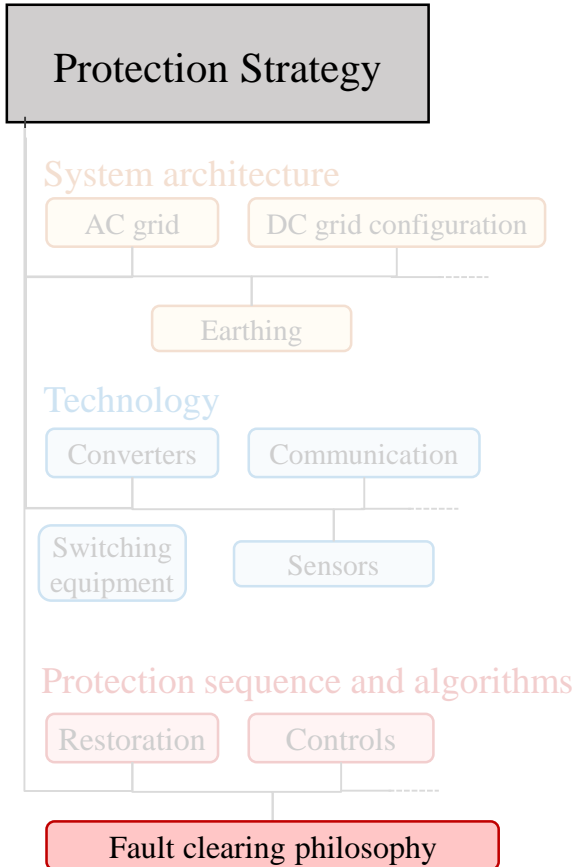 Protection Strategy
System architecture
AC grid
DC grid configuration
Earthing
Technology
Converters
Communication
Switching
equipment
Sensors
Protection sequence and algorithms
Restoration
Controls
Fault clearing philosophy